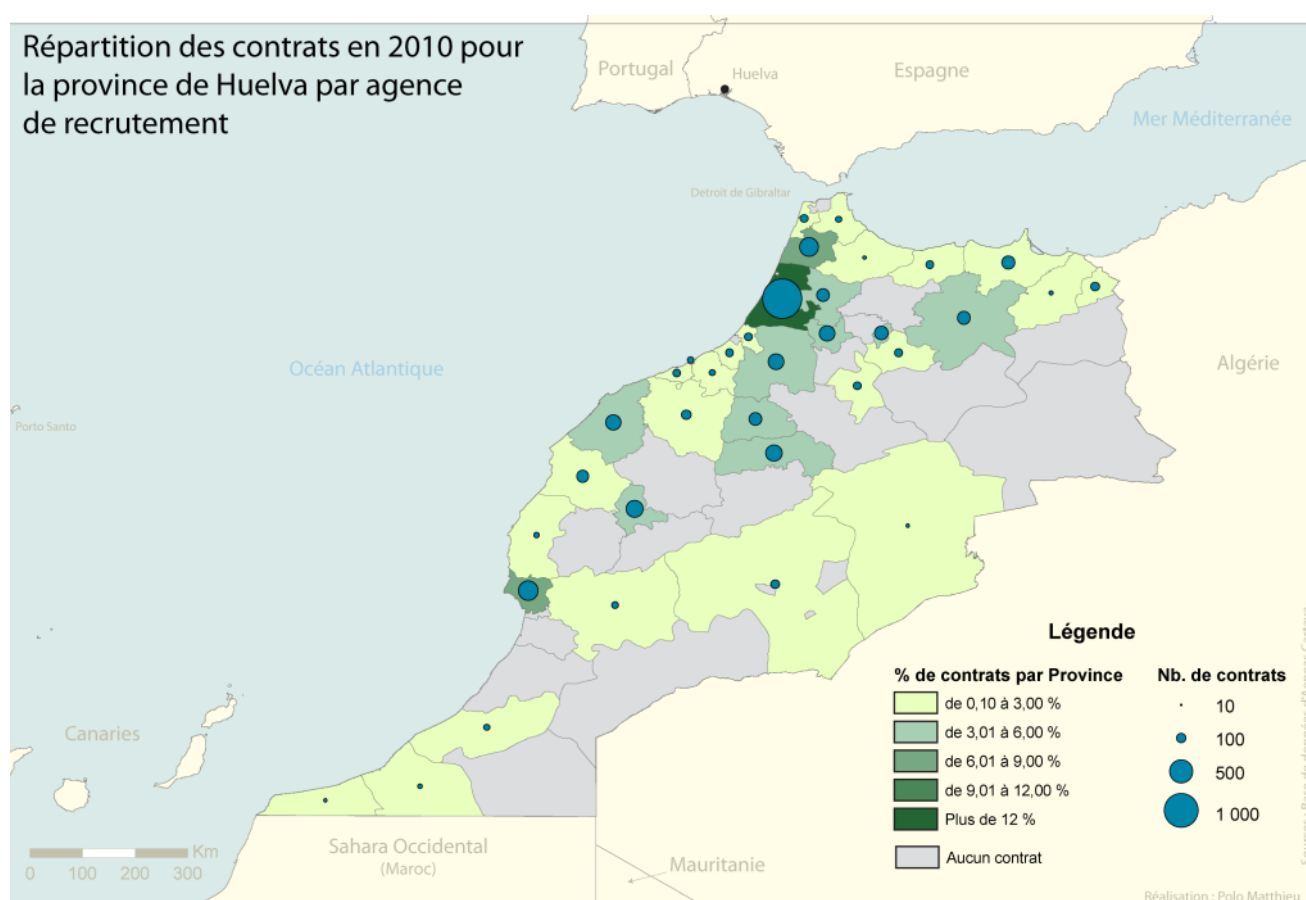 Répartition des contrats en 2010 pour
la province de Huelva par agence
de recrutement
Portugal
Huelva
Espagne
Mer Méditerranée
Detroit de Gibraltar
Océan Atlantique
Algérie
Porto Santo
Canaries
Légende
% de contrats par Province
de 0,10 à 3,00 %
de 3,01 à 6,00 %
de 6,01 à 9,00 %
de 9,01 à 12,00 %
Plus de 12 %
Aucun contrat
Nb. de contrats
10
100
500
1 000
Km
0 100 200 300
Sahara Occidental
(Maroc)
Mauritanie
Réalisation : Polo Matthieu